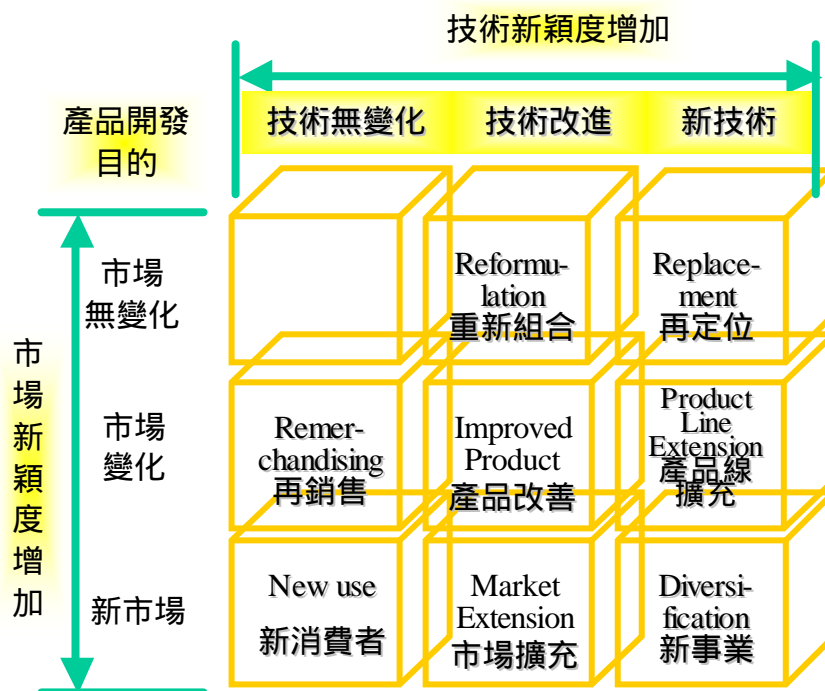 技術新穎度增加
產品開發
目的
技術無變化
技術改進
新技術
市場
無變化
Reformu-
lation
重新組合
Replace-
ment
再定位
市場新穎度增加
市場
變化
Remer-
chandising
再銷售
Improved
Product
產品改善
Product
Line
Extension
產品線
擴充
新市場
New use
新消費者
Market
Extension
市場擴充
Diversi-
fication
新事業